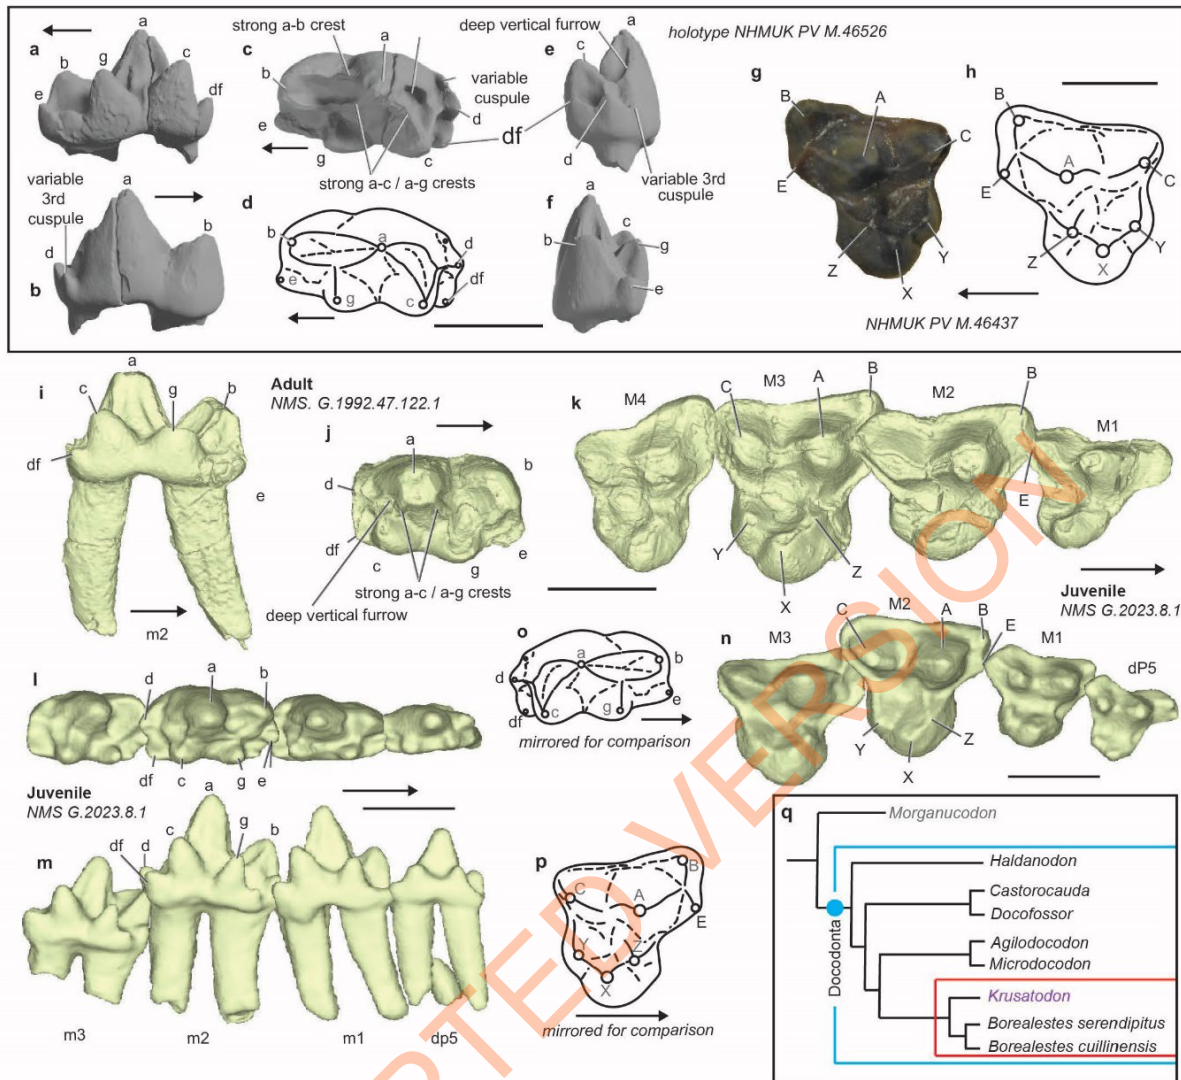 holotype NHMUK PV M.46526
a
b
g
a
c
e
df
strong a-b crest
c
a
b
variable
cuspule
d
e
df
g
c
strong a-c / a-g crests
deep vertical furrow
a
e
c
d
variable 3rd
cuspule
variable
3rd
cuspule
a
d
b
b
d
b
a
d
e
g
c
df
f
a
b
c
g
e
g
B
A
C
E
Z
Y
X
h
B
A
E
C
Z
Y
X
NHMUK PV M.46437
i
a
c
g
b
df
e
m2
Adult
NMS. G.1992.47.122.1
j
a
b
d
df
c
g
e
strong a-c / a-g crests
deep vertical furrow
k
M4
M3
M2
M1
C
A
B
B
E
Y
Z
X
Juvenile
NMS G.2023.8.1
l
d
a
b
df
c
g
e
Juvenile
NMS G.2023.8.1
m
a
c
g
b
d
df
m3
m2
m1
dp5
n
M3
M2
M1
dP5
C
A
B
E
Y
Z
X
o
a
b
d
e
df
c
g
mirrored for comparison
p
B
C
A
E
Y
Z
X
mirrored for comparison
q
Morganucodon
Docodonta
Haldanodon
Castorocauda
Docofossor
Agilodocodon
Microdocodon
Krusatodon
Borealestes serendipitus
Borealestes cuillinensis
PTED VERSION